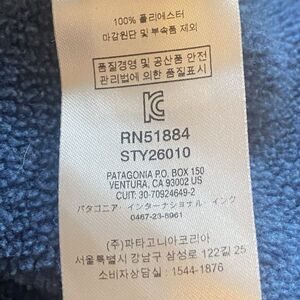 100% 폴리에스터
마감원단 및 부속품 제외
품질경영 및 공산품 안전
관리법에 의한 품질표시
RN51884
STY26010
PATAGONIA P.O. BOX 150
VENTURA, CA 93002 US
CUIT: 30-70924649-2
パタゴニア・インターナショナル・インク
0467-23-8961
(주)파타고니아코리아
서울특별시 강남구 삼성로 122길 25
소비자상담실 : 1544-1876